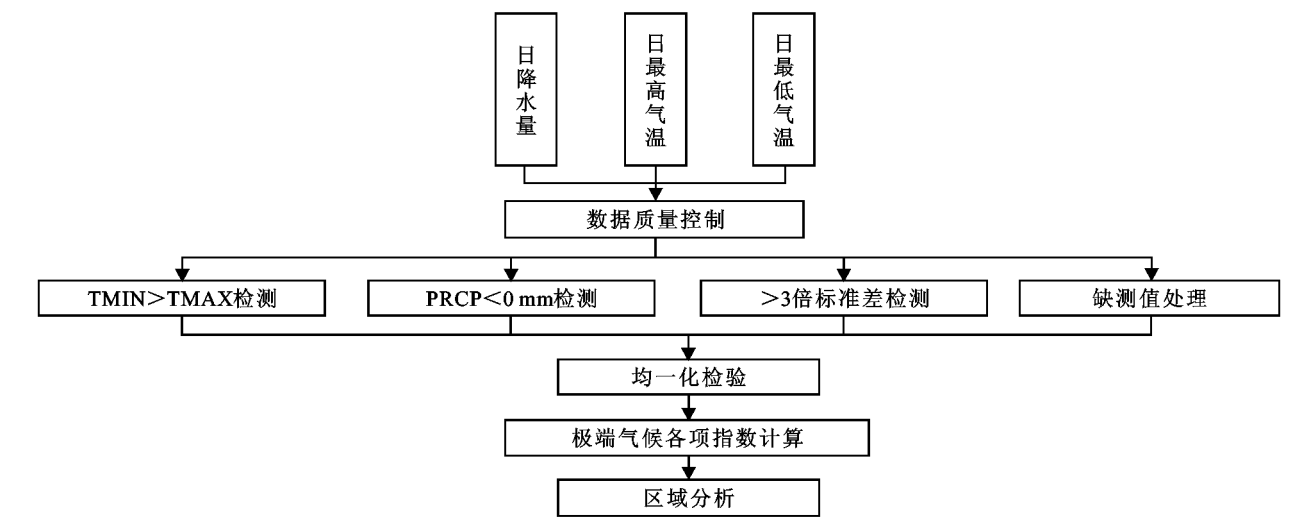 日降水量
日最高气温
日最低气温
数据质量控制
TMIN＞TMAX检测
PRCP＜0 mm检测
＞3倍标准差检测
缺测值处理
均一化检验
极端气候各项指数计算
区域分析